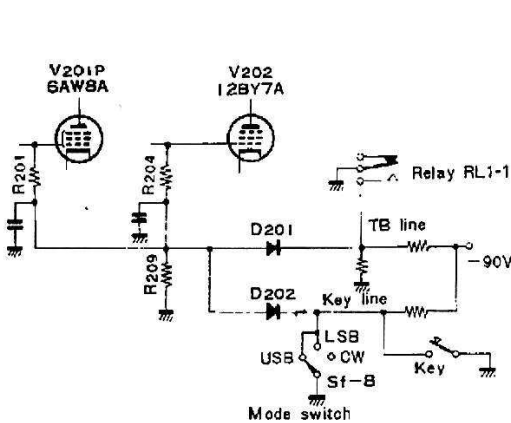 V201P
6AW8A
V202
12BY7A
R201
R204
Relay RL1-1
D201
TB line
-90V
R209
D202
Key line
LSB
USB
CW
Key
Sf-8
Mode switch